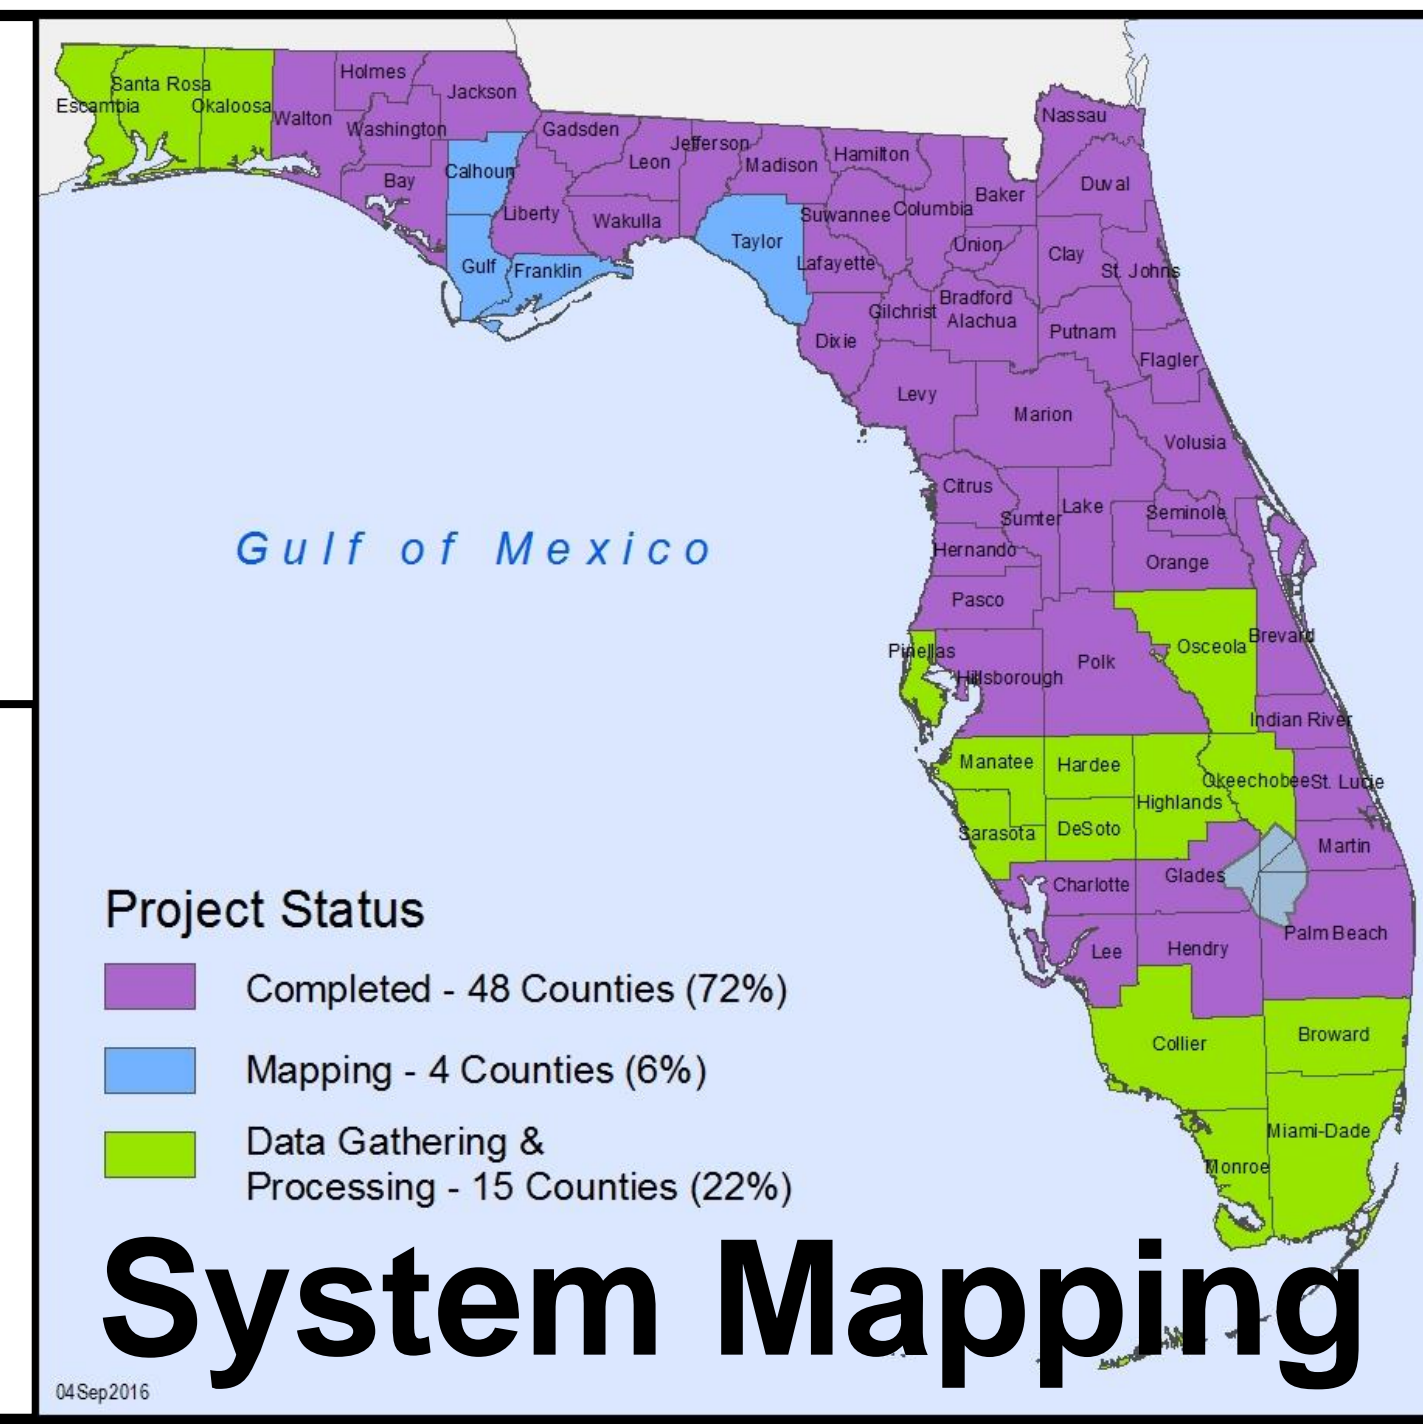 Holmes
Jackson
Santa Rosa
Escambia
Okaloosa
Walton
Washington
Nassau
Gadsden
Jefferson
Leon
Madison
Hamilton
Calhoun
Bay
Duval
Baker
Liberty
Wakulla
Suwannee
Columbia
Taylor
Union
Clay
Lafayette
Gulf
Franklin
St. Johns
Bradford
Gilchrist
Alachua
Putnam
Dixie
Flagler
Levy
Marion
Volusia
Citrus
Lake
Sumter
Seminole
Hernando
Orange
Gulf of Mexico
Pasco
Brevard
Osceola
Pinellas
Polk
Hillsborough
Indian River
Manatee
Hardee
Okeechobee
St. Lucie
Highlands
Sarasota
DeSoto
Martin
Glades
Charlotte
Palm Beach
Lee
Hendry
Broward
Collier
Miami-Dade
Monroe
Project Status
Completed - 48 Counties (72%)
Mapping - 4 Counties (6%)
Data Gathering &
Processing - 15 Counties (22%)
System Mapping
04Sep2016